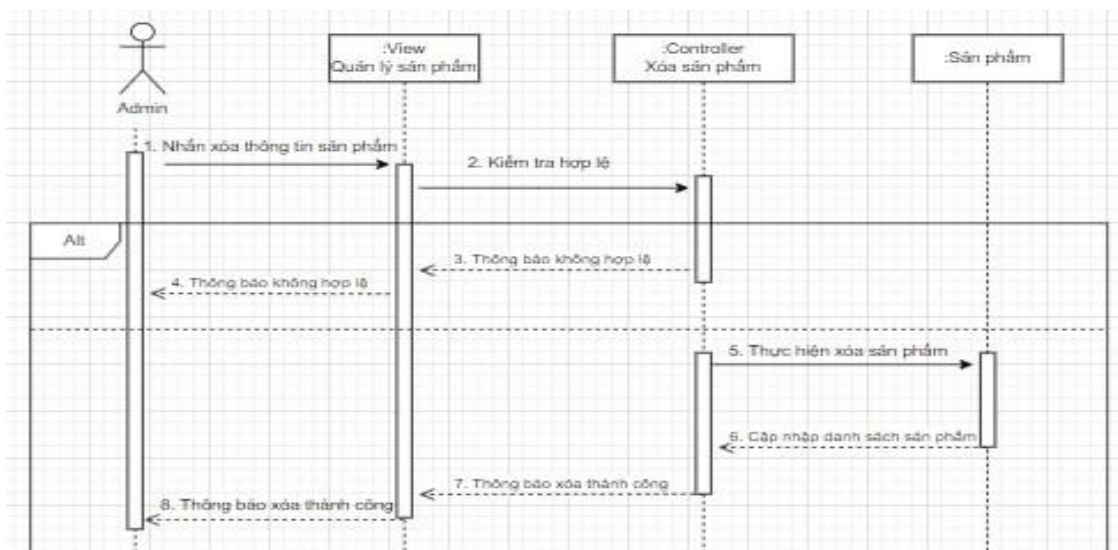 :View
Quản lý sản phẩm
:Controller
Xóa sản phẩm
:Sản phẩm
Admin
1. Nhấn xóa thông tin sản phẩm
2. Kiểm tra hợp lệ
Alt
3. Thông báo không hợp lệ
4. Thông báo không hợp lệ
5. Thực hiện xóa sản phẩm
6. Cập nhập danh sách sản phẩm
7. Thông báo xóa thành công
8. Thông báo xóa thành công